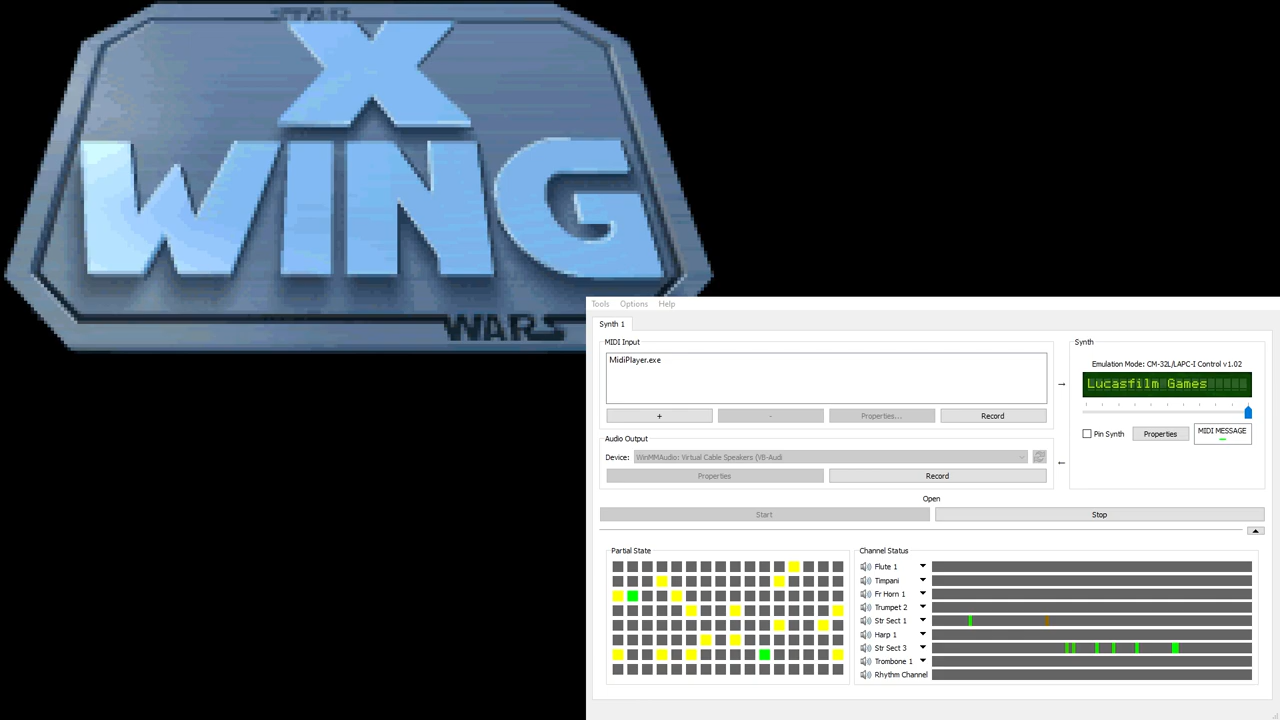 STAR
X
WING
WARS
Tools Options Help
Synth 1
MIDI Input
MidiPlayer.exe
+ - Properties... Record
Audio Output
Device: WinMMAudio: Virtual Cable Speakers (VB-Audi
Properties Record
Synth
Emulation Mode: CM-32L/LAPC-I Control v1.02
Lucasfilm Games
Pin Synth Properties MIDI MESSAGE
Open
Start Stop
Partial State
Channel Status
Flute 1
Timpani
Fr Horn 1
Trumpet 2
Str Sect 1
Harp 1
Str Sect 3
Trombone 1
Rhythm Channel